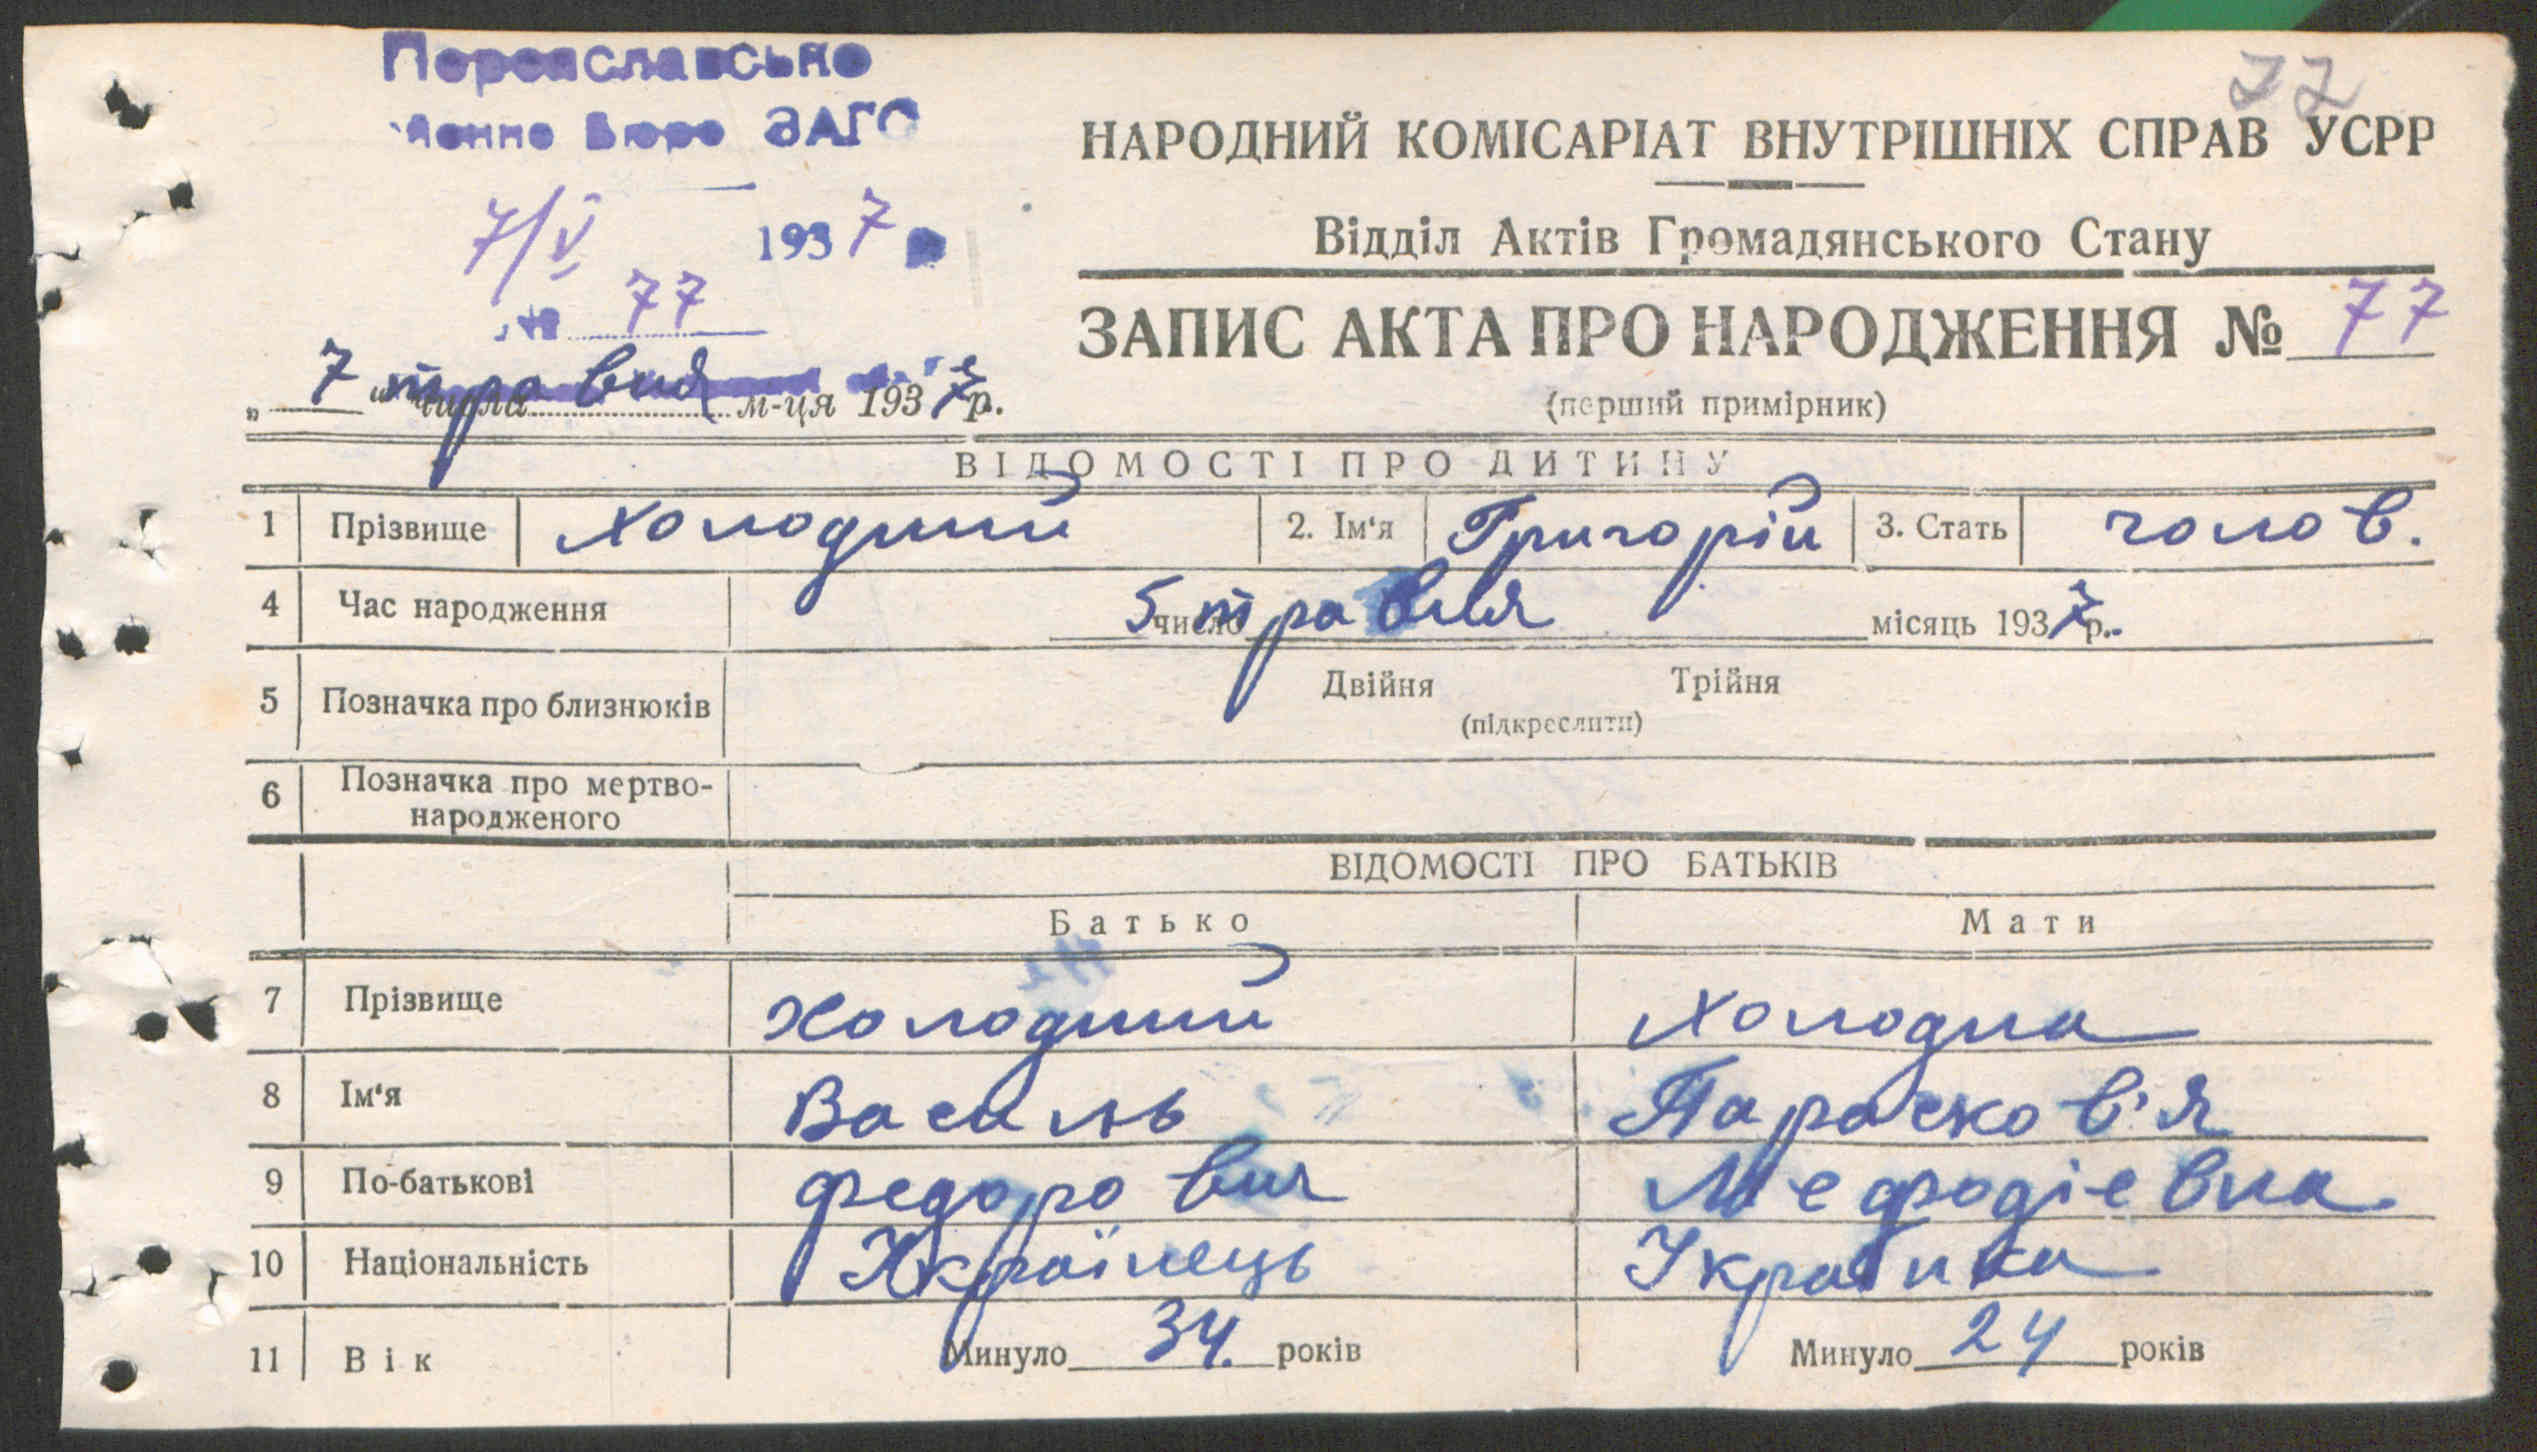 77
Переяславське
Бюро ЗАГС
7/V 1937
№ 77
„ 7 “ травня числа м-ця 1937 р.
НАРОДНИЙ КОМІСАРІАТ ВНУТРІШНІХ СПРАВ УСРР
Відділ Актів Громадянського Стану
ЗАПИС АКТА ПРО НАРОДЖЕННЯ № 77
(перший примірник)
ВІДОМОСТІ ПРО ДИТИНУ
1 Прізвище Холодний 2. Ім'я Григорій 3. Стать чолов.
4 Час народження 5 число травня місяць 1937 р.
5 Позначка про близнюків Двійня Трійня
(підкреслити)
6 Позначка про мертво-
народженого
ВІДОМОСТІ ПРО БАТЬКІВ
Батько Мати
7 Прізвище Холодний Холодна
8 Ім'я Василь Парасков'я
9 По-батькові Федорович Мефодієвна
10 Національність Українець Українка
11 Вік Минуло 34. років Минуло 24 років